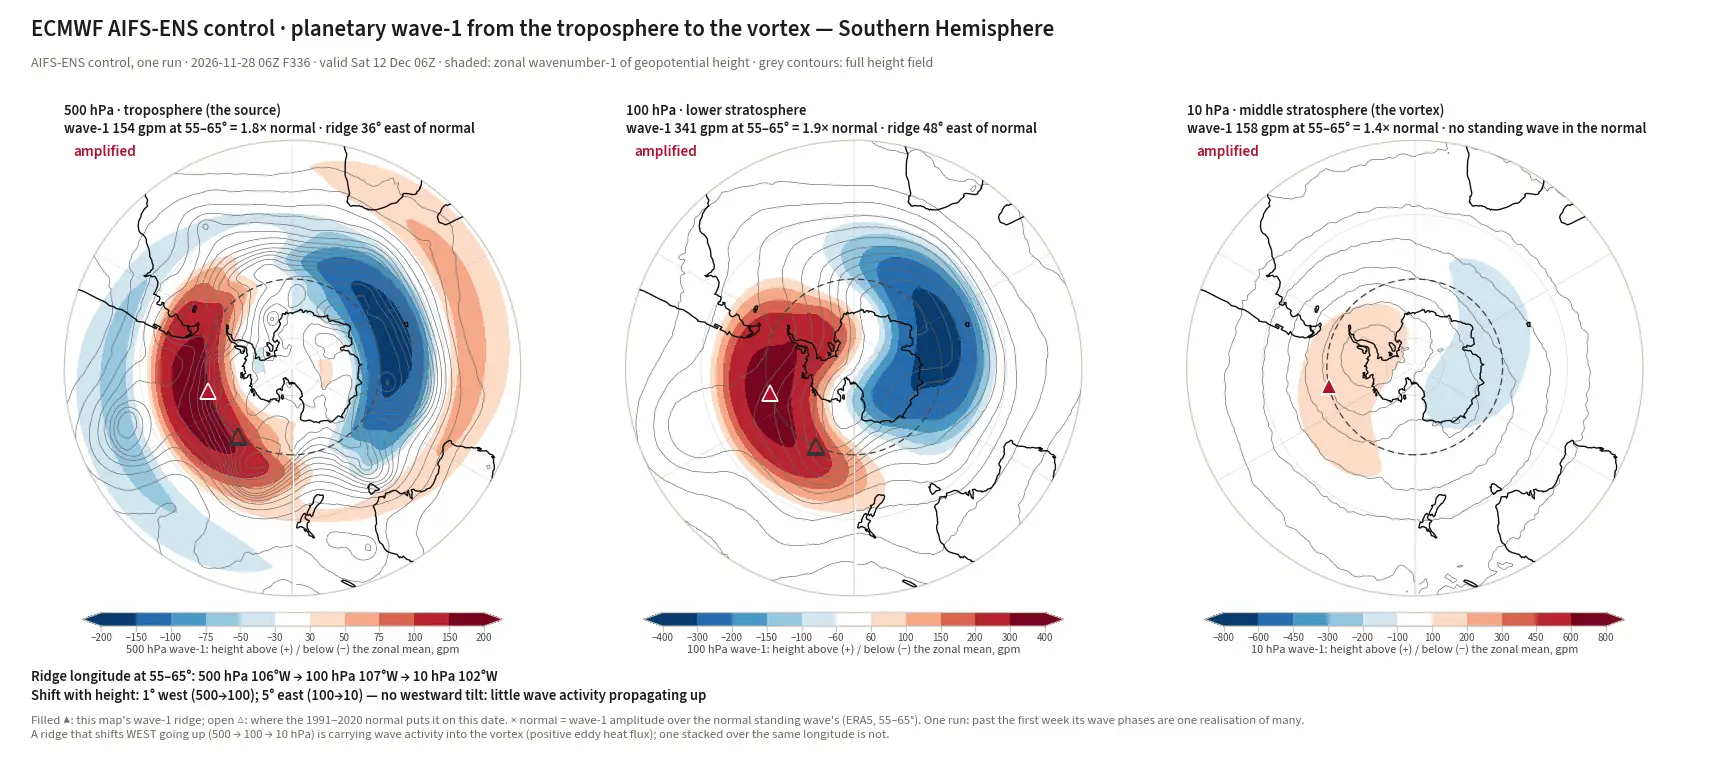 ECMWF AIFS-ENS control · planetary wave-1 from the troposphere to the vortex — Southern Hemisphere
AIFS-ENS control, one run · 2026-11-28 06Z F336 · valid Sat 12 Dec 06Z · shaded: zonal wavenumber-1 of geopotential height · grey contours: full height field
500 hPa · troposphere (the source)
wave-1 154 gpm at 55–65° = 1.8× normal · ridge 36° east of normal
amplified
100 hPa · lower stratosphere
wave-1 341 gpm at 55–65° = 1.9× normal · ridge 48° east of normal
amplified
10 hPa · middle stratosphere (the vortex)
wave-1 158 gpm at 55–65° = 1.4× normal · no standing wave in the normal
amplified
−200 −150 −100 −75 −50 −30 30 50 75 100 150 200
500 hPa wave-1: height above (+) / below (−) the zonal mean, gpm
−400 −300 −200 −150 −100 −60 60 100 150 200 300 400
100 hPa wave-1: height above (+) / below (−) the zonal mean, gpm
−800 −600 −450 −300 −200 −100 100 200 300 450 600 800
10 hPa wave-1: height above (+) / below (−) the zonal mean, gpm
Ridge longitude at 55–65°: 500 hPa 106°W → 100 hPa 107°W → 10 hPa 102°W
Shift with height: 1° west (500→100); 5° east (100→10) — no westward tilt: little wave activity propagating up
Filled ▲: this map's wave-1 ridge; open △: where the 1991–2020 normal puts it on this date. × normal = wave-1 amplitude over the normal standing wave's (ERA5, 55–65°). One run: past the first week its wave phases are one realisation of many.
A ridge that shifts WEST going up (500 → 100 → 10 hPa) is carrying wave activity into the vortex (positive eddy heat flux); one stacked over the same longitude is not.